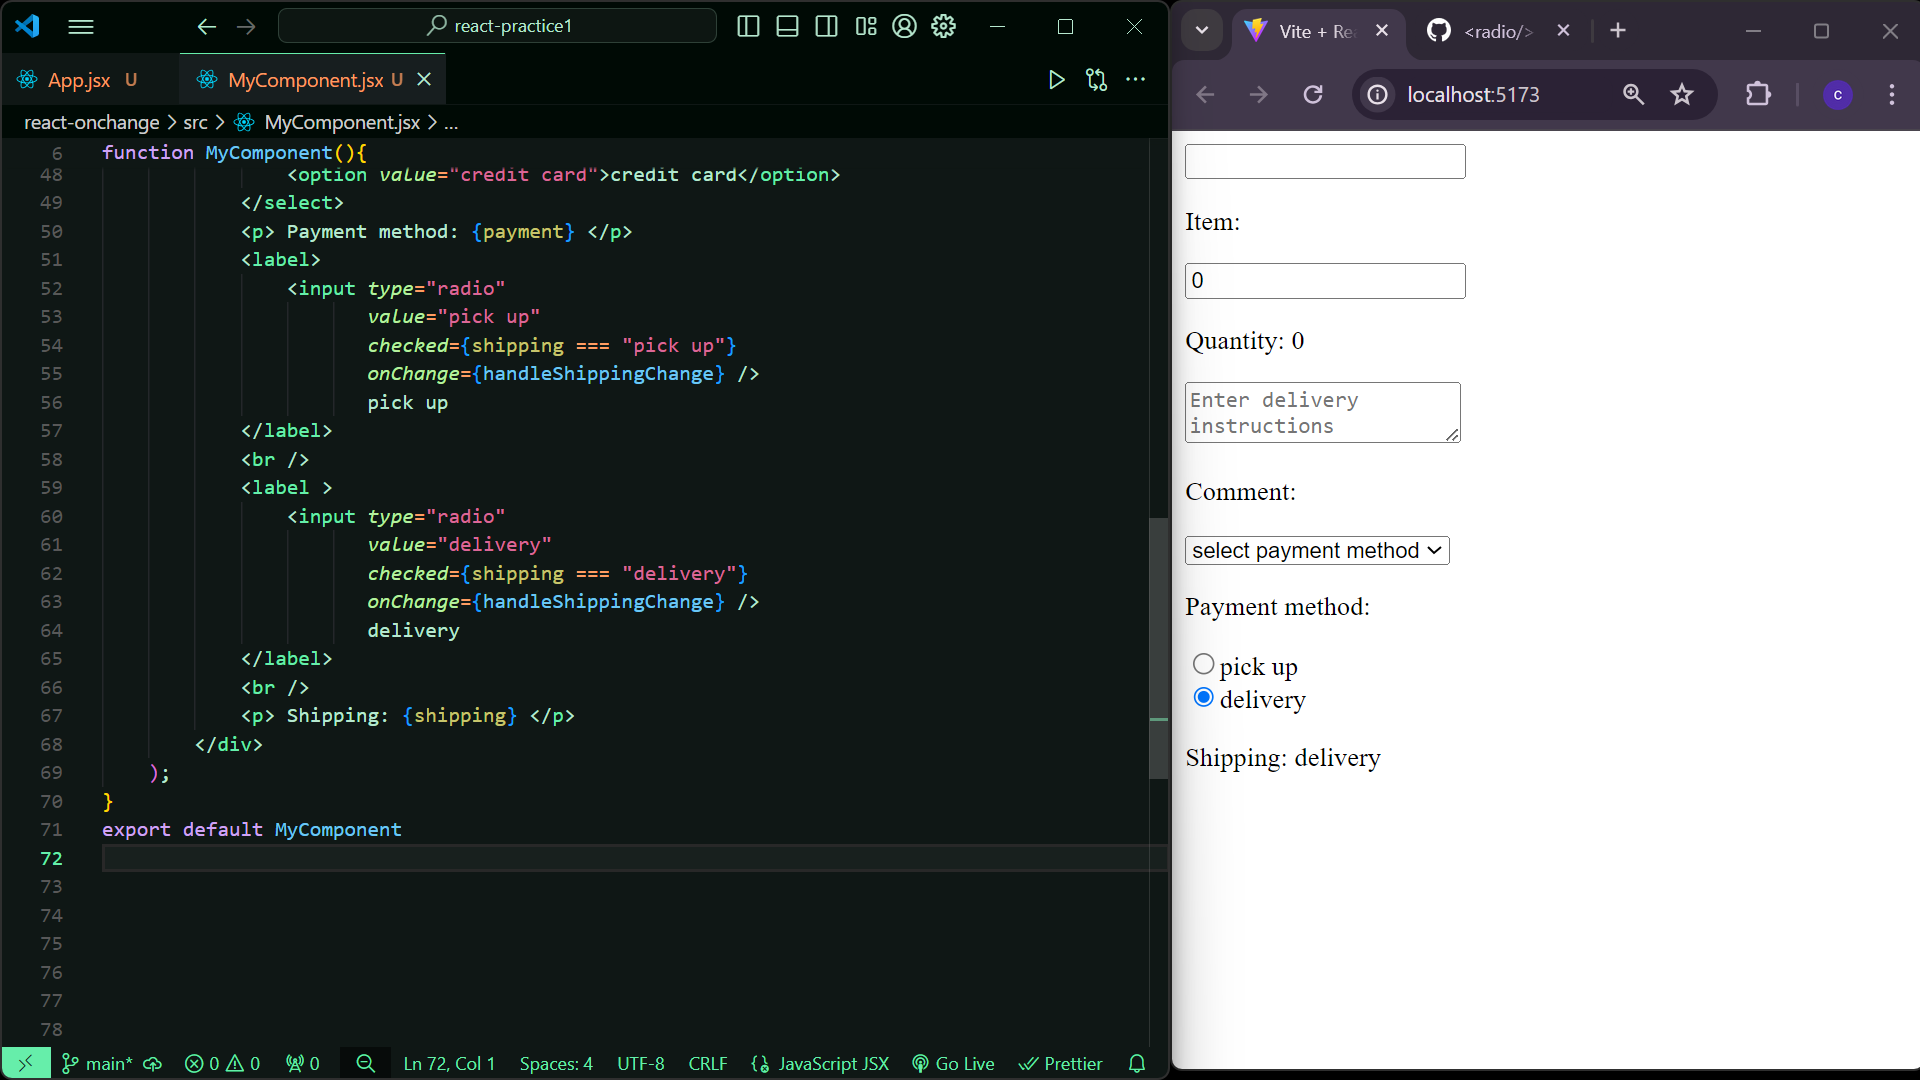 react-practice1
App.jsx U
MyComponent.jsx U
react-onchange > src > MyComponent.jsx > ...
6 function MyComponent(){
48 <option value="credit card">credit card</option>
49 </select>
50 <p> Payment method: {payment} </p>
51 <label>
52 <input type="radio"
53 value="pick up"
54 checked={shipping === "pick up"}
55 onChange={handleShippingChange} />
56 pick up
57 </label>
58 <br />
59 <label >
60 <input type="radio"
61 value="delivery"
62 checked={shipping === "delivery"}
63 onChange={handleShippingChange} />
64 delivery
65 </label>
66 <br />
67 <p> Shipping: {shipping} </p>
68 </div>
69 );
70 }
71 export default MyComponent
72
73
74
75
76
77
78
main* 0 0 0 Ln 72, Col 1 Spaces: 4 UTF-8 CRLF {} JavaScript JSX Go Live Prettier
Vite + Re
<radio/>
localhost:5173
c
Item:
0
Quantity: 0
Enter delivery
instructions
Comment:
select payment method
Payment method:
pick up
delivery
Shipping: delivery